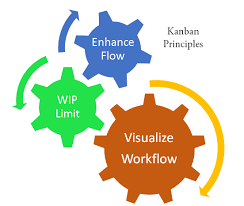 Enhance
Flow
Kanban
Principles
WIP
Limit
Visualize
Workflow